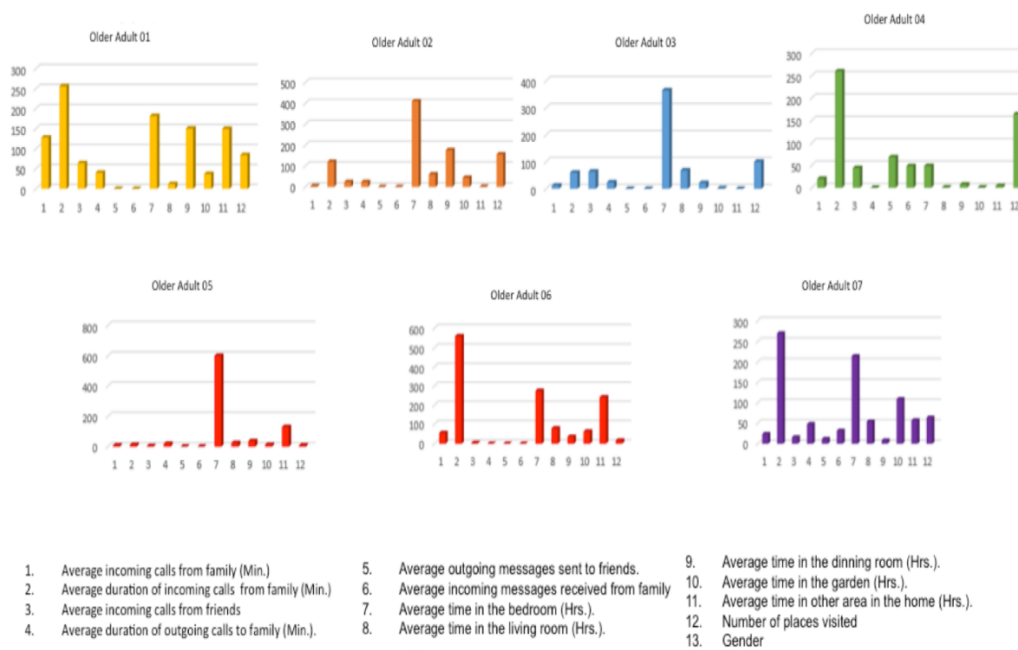 Older Adult 01
Older Adult 02
Older Adult 03
Older Adult 04
300
250
200
150
100
50
0
1 2 3 4 5 6 7 8 9 10 11 12
500
400
300
200
100
0
1 2 3 4 5 6 7 8 9 10 11 12
400
300
200
100
0
1 2 3 4 5 6 7 8 9 10 11 12
300
250
200
150
100
50
0
1 2 3 4 5 6 7 8 9 10 11 12
Older Adult 05
Older Adult 06
Older Adult 07
800
600
400
200
0
1 2 3 4 5 6 7 8 9 10 11 12
600
500
400
300
200
100
0
1 2 3 4 5 6 7 8 9 10 11 12
300
250
200
150
100
50
0
1 2 3 4 5 6 7 8 9 10 11 12
1. Average incoming calls from family (Min.)
2. Average duration of incoming calls from family (Min.)
3. Average incoming calls from friends
4. Average duration of outgoing calls to family (Min.).
5. Average outgoing messages sent to friends.
6. Average incoming messages received from family
7. Average time in the bedroom (Hrs.).
8. Average time in the living room (Hrs.).
9. Average time in the dinning room (Hrs.).
10. Average time in the garden (Hrs.).
11. Average time in other area in the home (Hrs.).
12. Number of places visited
13. Gender